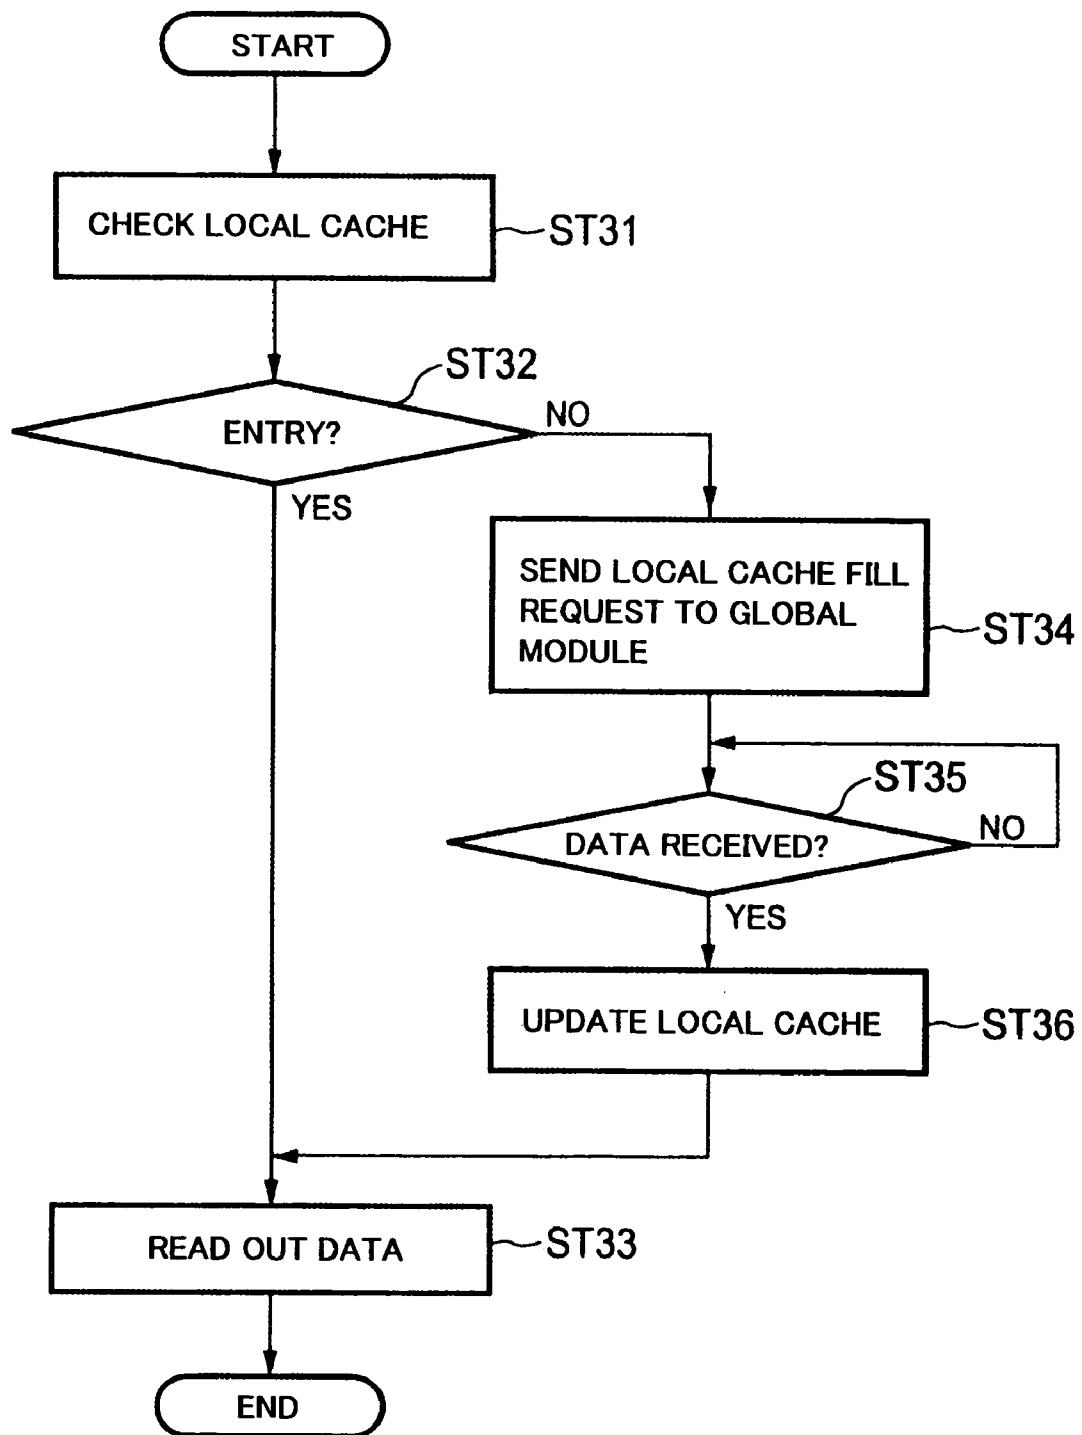 START
CHECK LOCAL CACHE
ST31
ST32
ENTRY?
NO
YES
SEND LOCAL CACHE FILL
REQUEST TO GLOBAL
MODULE
ST34
ST35
DATA RECEIVED?
NO
YES
UPDATE LOCAL CACHE
ST36
READ OUT DATA
ST33
END